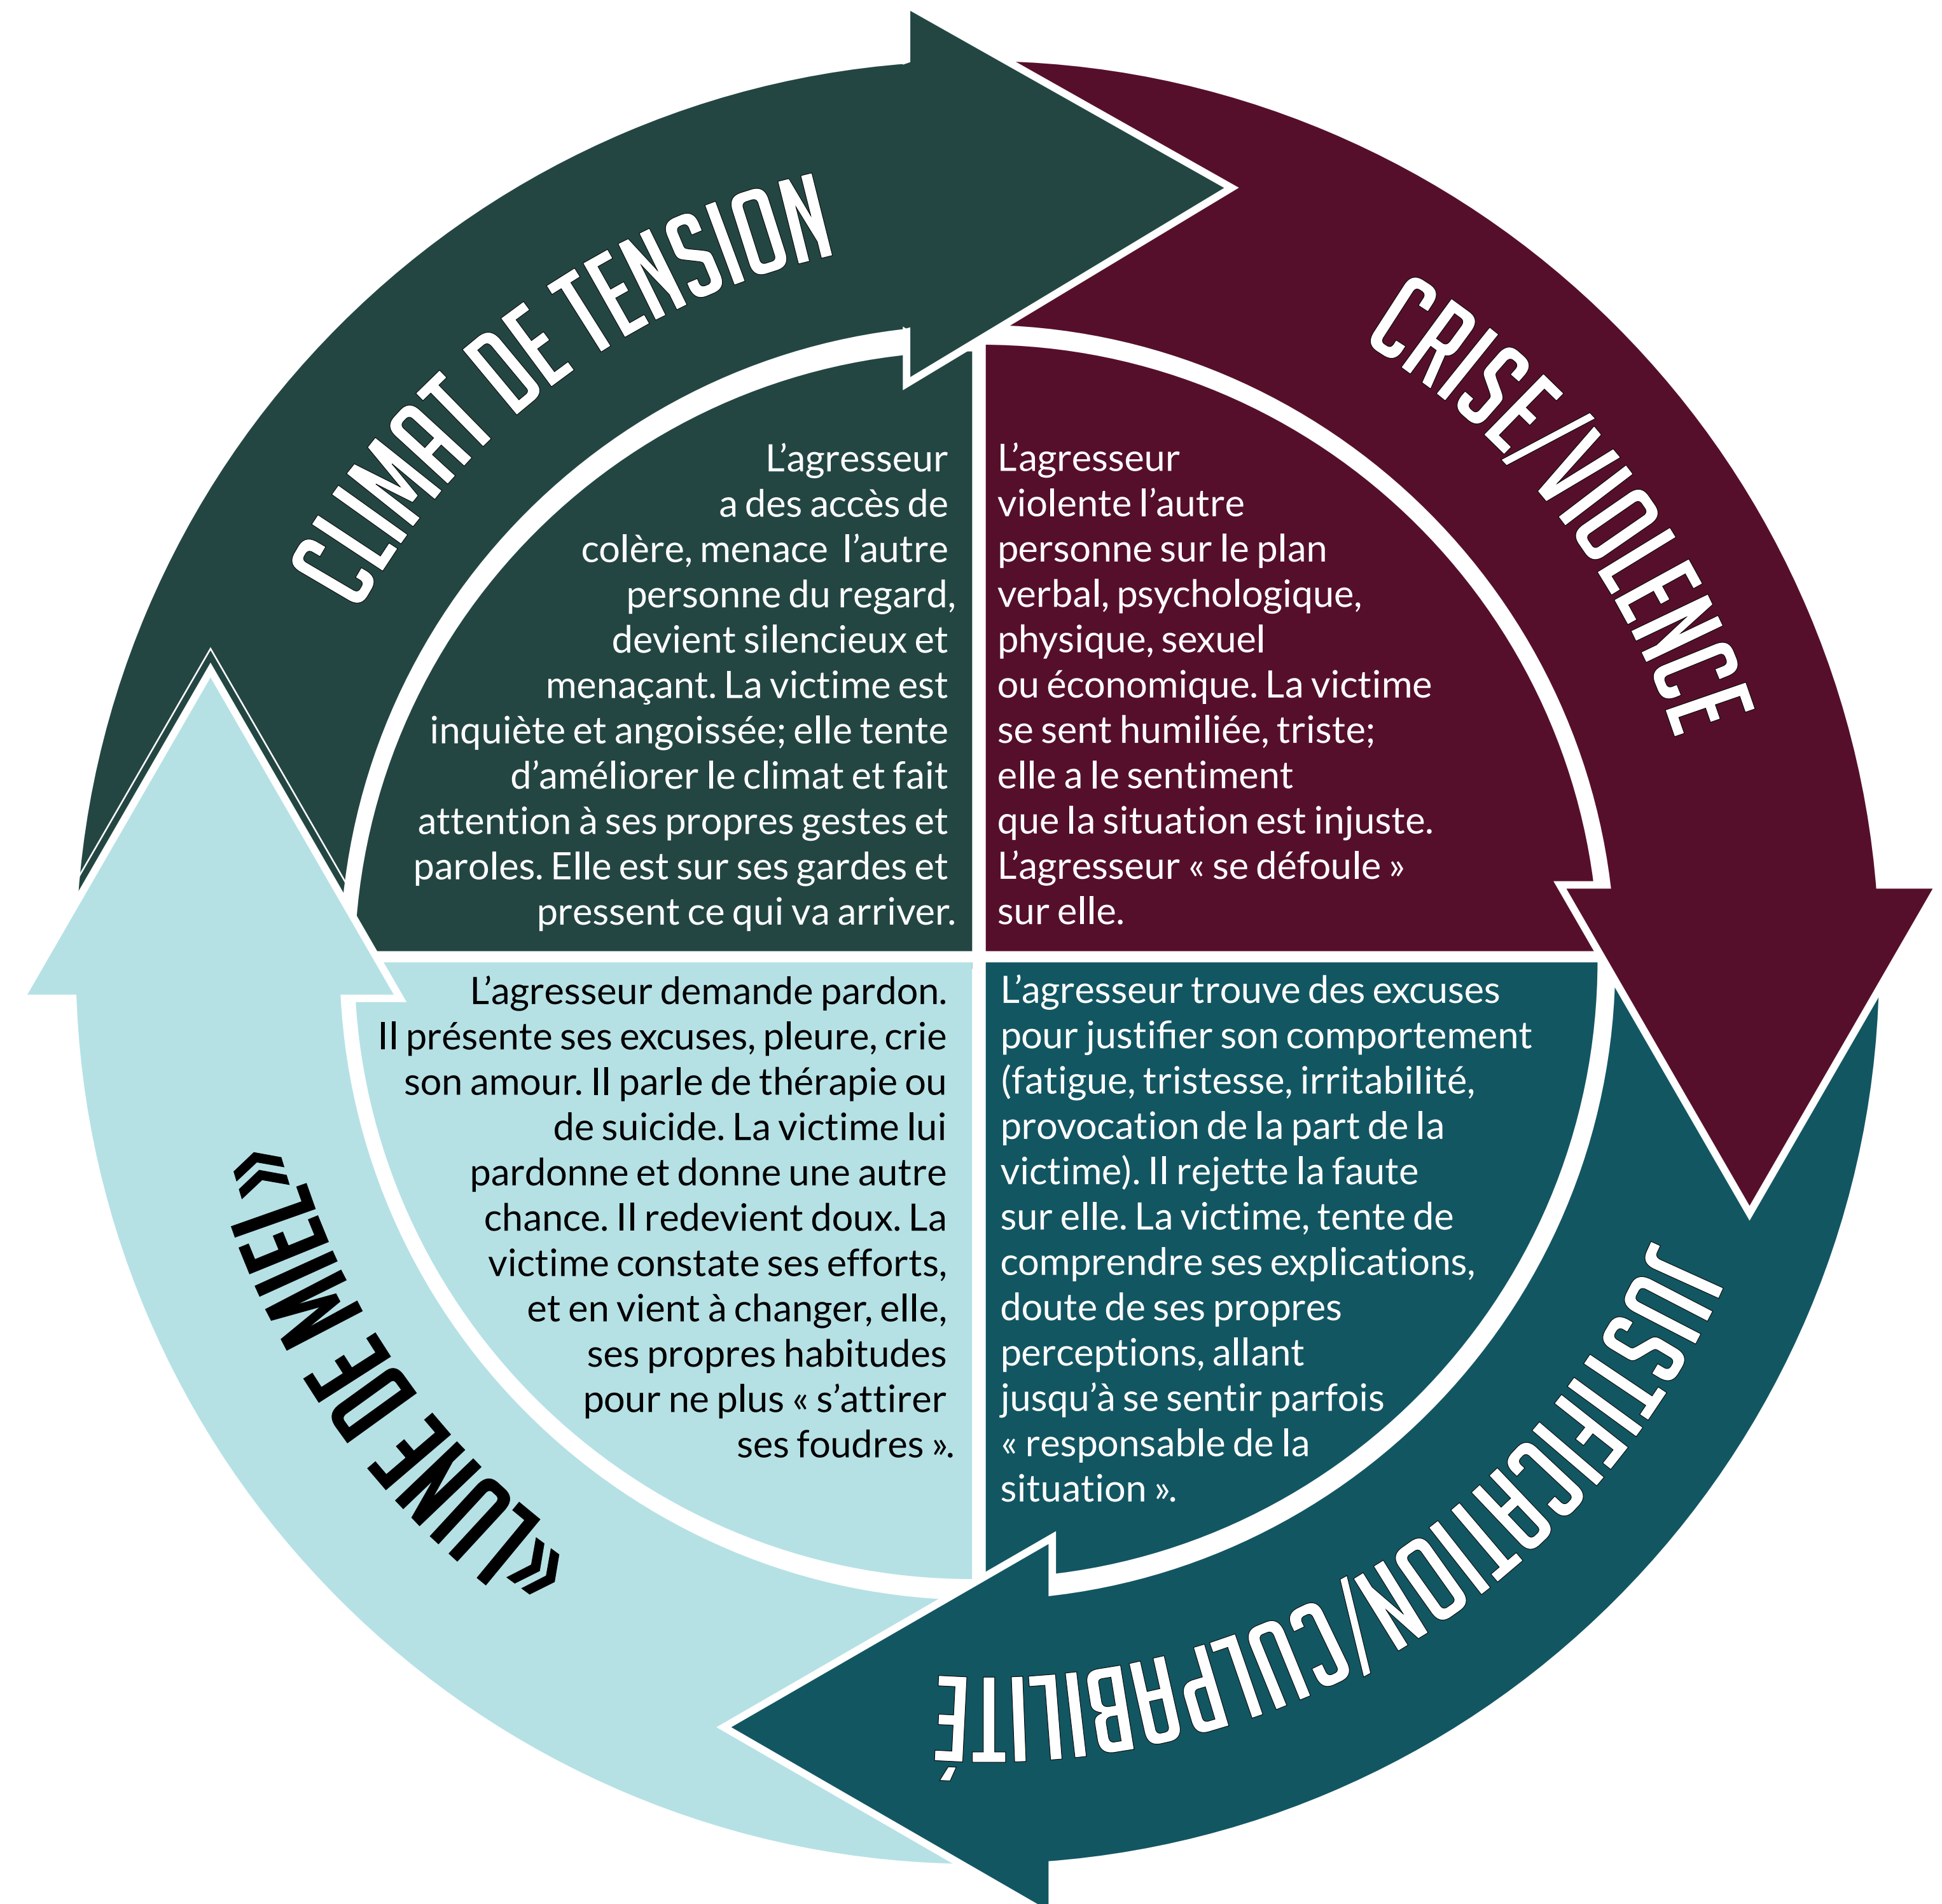 CLIMAT DE TENSION
L'agresseur
a des accès de
colère, menace l'autre
personne du regard,
devient silencieux et
menaçant. La victime est
inquiète et angoissée; elle tente
d'améliorer le climat et fait
attention à ses propres gestes et
paroles. Elle est sur ses gardes et
pressent ce qui va arriver.
CRISE/VIOLENCE
L'agresseur
violente l'autre
personne sur le plan
verbal, psychologique,
physique, sexuel
ou économique. La victime
se sent humiliée, triste;
elle a le sentiment
que la situation est injuste.
L'agresseur « se défoule »
sur elle.
JUSTIFICATION/CULPABILITÉ
L'agresseur trouve des excuses
pour justifier son comportement
(fatigue, tristesse, irritabilité,
provocation de la part de la
victime). Il rejette la faute
sur elle. La victime, tente de
comprendre ses explications,
doute de ses propres
perceptions, allant
jusqu'à se sentir parfois
« responsable de la
situation ».
«LUNE DE MIEL»
L'agresseur demande pardon.
Il présente ses excuses, pleure, crie
son amour. Il parle de thérapie ou
de suicide. La victime lui
pardonne et donne une autre
chance. Il redevient doux. La
victime constate ses efforts,
et en vient à changer, elle,
ses propres habitudes
pour ne plus « s'attirer
ses foudres ».